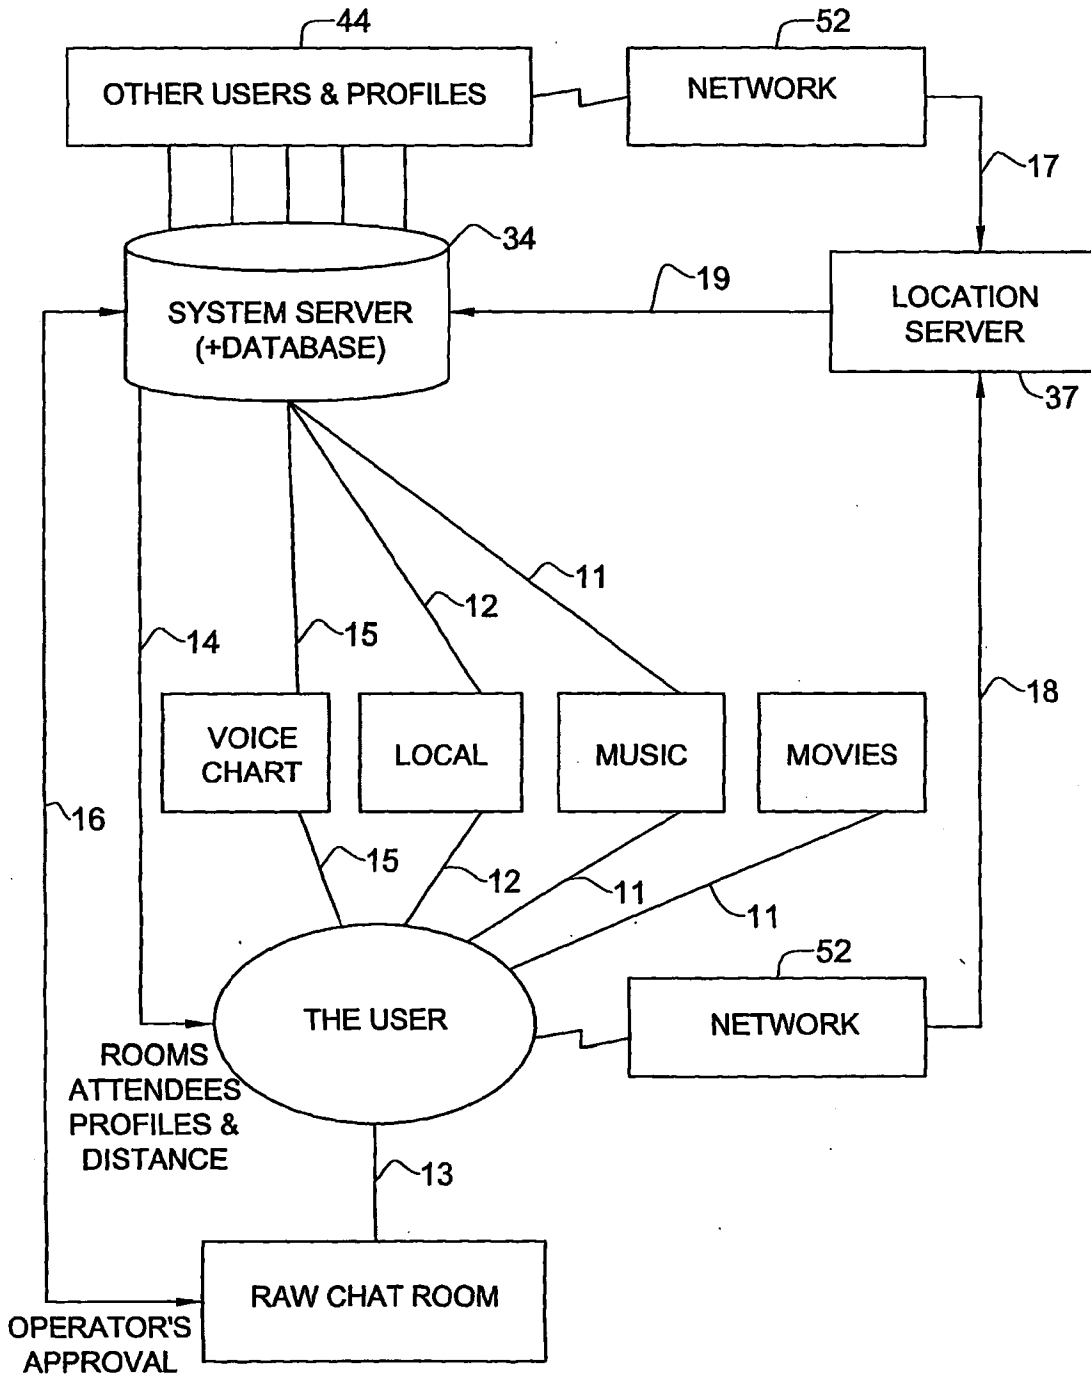 44
52
OTHER USERS & PROFILES
NETWORK
17
34
19
SYSTEM SERVER
(+DATABASE)
LOCATION
SERVER
37
11
12
15
14
18
VOICE
CHART
LOCAL
MUSIC
MOVIES
16
15
12
11
11
52
THE USER
NETWORK
ROOMS
ATTENDEES
PROFILES &
DISTANCE
13
RAW CHAT ROOM
OPERATOR'S
APPROVAL